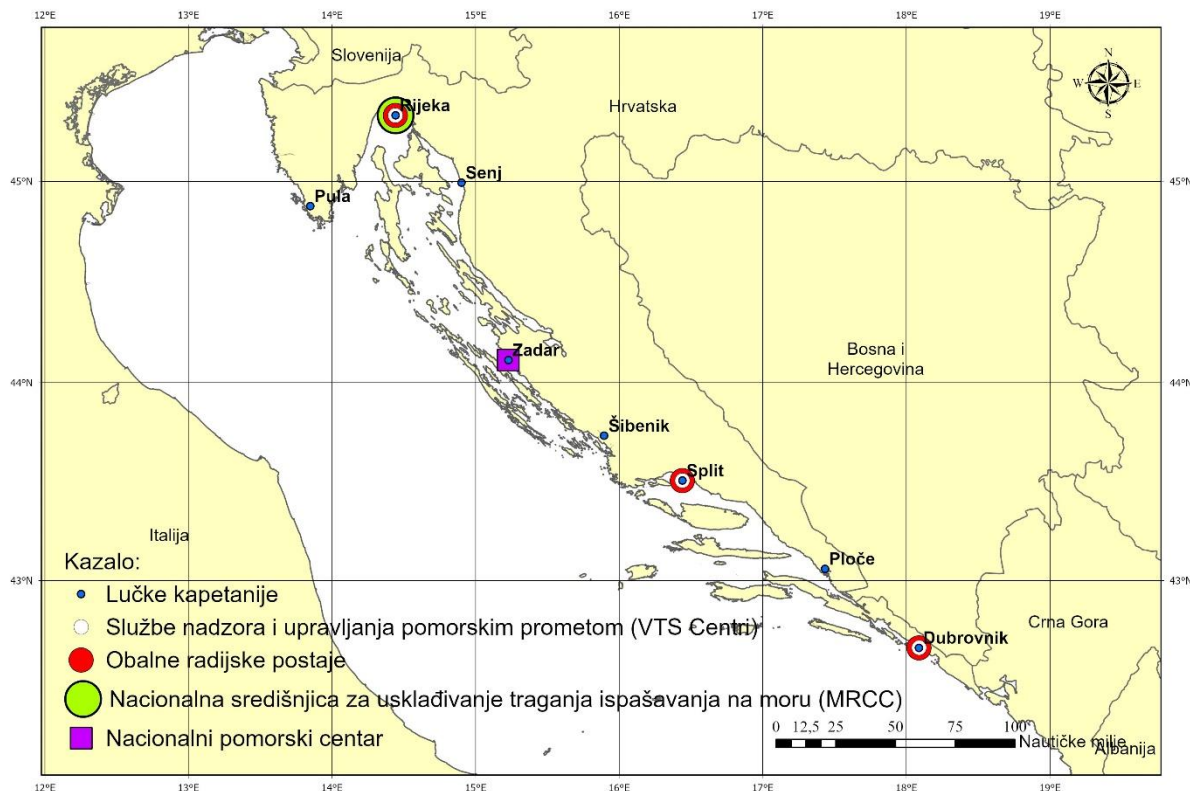 12°E 13°E 14°E 15°E 16°E 17°E 18°E 19°E
Slovenija
N
W E
S
Hrvatska
Rijeka
Senj
45°N 45°N
Pula
Zadar
Bosna i
Hercegovina
44°N 44°N
Šibenik
Split
Italija
Ploče
Kazalo:
43°N 43°N
Lučke kapetanije
Crna Gora
Službe nadzora i upravljanja pomorskim prometom (VTS Centri)
Dubrovnik
Obalne radijske postaje
Nacionalna središnjica za usklađivanje traganja ispašavanja na moru (MRCC)
Nacionalni pomorski centar
0 12,5 25 50 75 100
Nautičke milje
Albanija
12°E 13°E 14°E 15°E 16°E 17°E 18°E 19°E